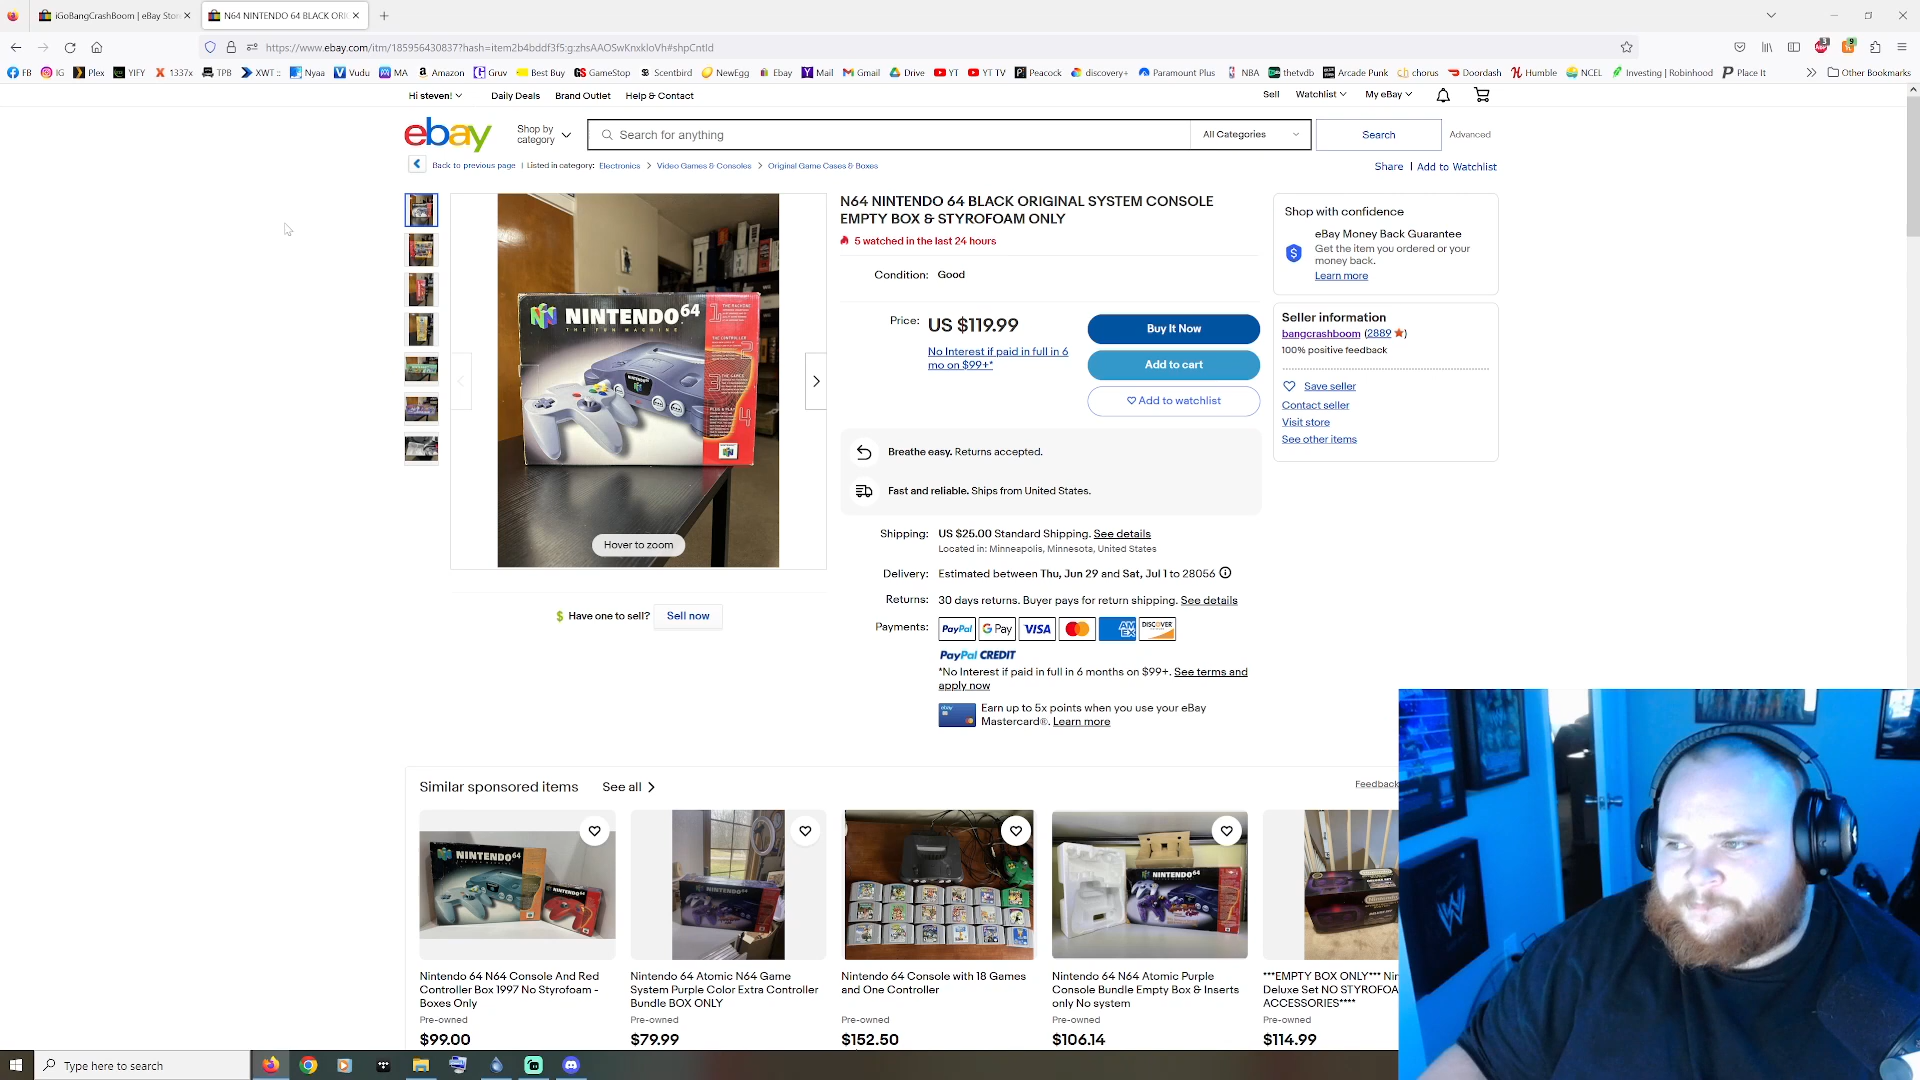 iGoBangCrashBoom | eBay Stor
N64 NINTENDO 64 BLACK ORI
https://www.ebay.com/itm/185956430837?hash=item2b4bddf3f5:g:zhsAAOSwKnxkIoVh#shpCntId
FB IG Plex YIFY 1337x TPB XWT :: Nyaa Vudu MA Amazon Gruv Best Buy GameStop Scentbird NewEgg Ebay Mail Gmail Drive YT YT TV Peacock discovery+ Paramount Plus NBA thetvdb Arcade Punk chorus Doordash Humble NCEL Investing | Robinhood Place It Other Bookmarks
Hi steven! Daily Deals Brand Outlet Help & Contact Sell Watchlist My eBay
ebay Shop by category Search for anything All Categories Search Advanced
Back to previous page | Listed in category: Electronics > Video Games & Consoles > Original Game Cases & Boxes
Share | Add to Watchlist
NINTENDO 64
THE FUN MACHINE
Hover to zoom
Have one to sell? Sell now
N64 NINTENDO 64 BLACK ORIGINAL SYSTEM CONSOLE
EMPTY BOX & STYROFOAM ONLY
5 watched in the last 24 hours
Condition: Good
Price: US $119.99
No Interest if paid in full in 6
mo on $99+*
Buy It Now
Add to cart
Add to watchlist
Breathe easy. Returns accepted.
Fast and reliable. Ships from United States.
Shipping: US $25.00 Standard Shipping. See details
Located in: Minneapolis, Minnesota, United States
Delivery: Estimated between Thu, Jun 29 and Sat, Jul 1 to 28056
Returns: 30 days returns. Buyer pays for return shipping. See details
Payments: PayPal G Pay VISA AM EX DISCOVER
PayPal CREDIT
*No Interest if paid in full in 6 months on $99+. See terms and
apply now
Earn up to 5x points when you use your eBay
Mastercard®. Learn more
Shop with confidence
eBay Money Back Guarantee
Get the item you ordered or your
money back.
Learn more
Seller information
bangcrashboom (2889)
100% positive feedback
Save seller
Contact seller
Visit store
See other items
Similar sponsored items See all
Feedback
NINTENDO 64
Nintendo 64 N64 Console And Red
Controller Box 1997 No Styrofoam -
Boxes Only
Pre-owned
$99.00
Nintendo 64 Atomic N64 Game
System Purple Color Extra Controller
Bundle BOX ONLY
Pre-owned
$79.99
Nintendo 64 Console with 18 Games
and One Controller
Pre-owned
$152.50
Nintendo 64 N64 Atomic Purple
Console Bundle Empty Box & Inserts
only No system
Pre-owned
$106.14
***EMPTY BOX ONLY*** Nin
Deluxe Set NO STYROFOA
ACCESSORIES****
Pre-owned
$114.99
Type here to search